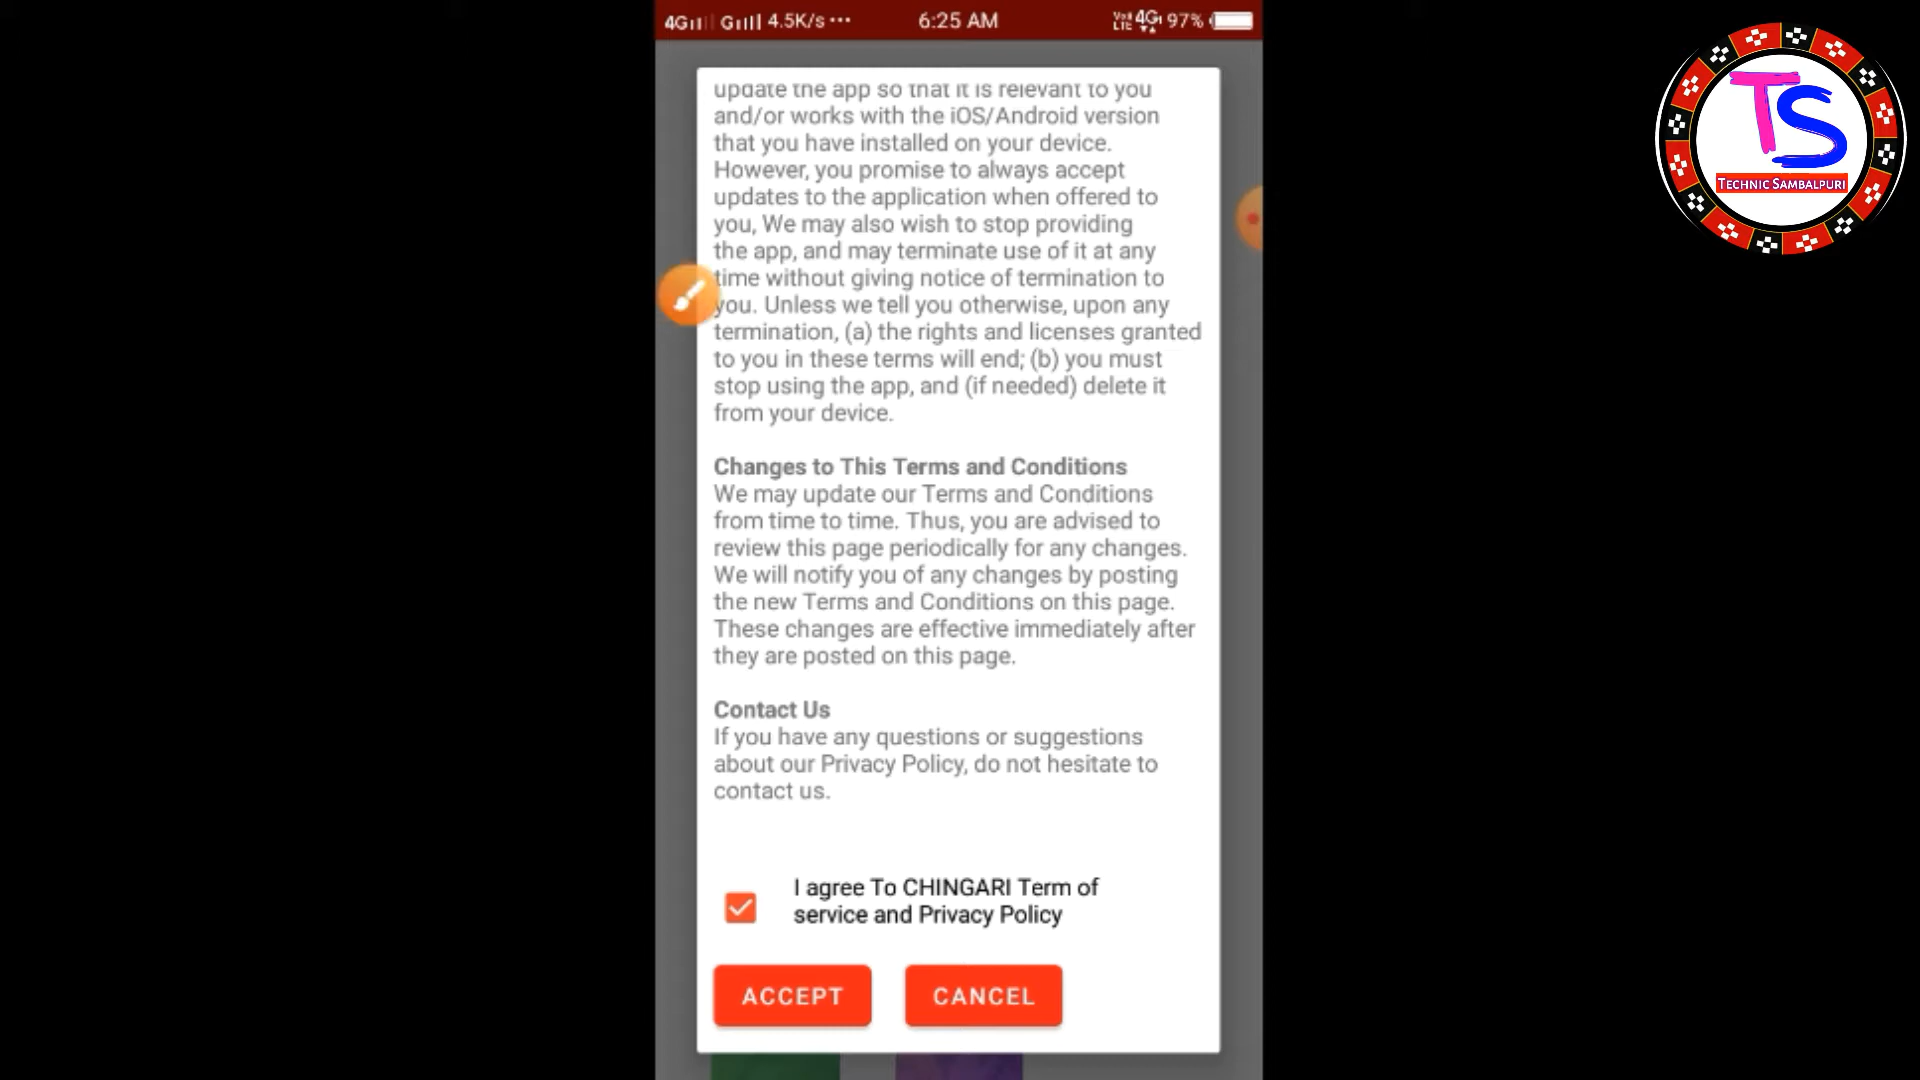 4G G 4.5K/s ··· 6:25 AM Vo LTE 4G 97%
update the app so that it is relevant to you
and/or works with the iOS/Android version
that you have installed on your device.
However, you promise to always accept
updates to the application when offered to
you, We may also wish to stop providing
the app, and may terminate use of it at any
time without giving notice of termination to
you. Unless we tell you otherwise, upon any
termination, (a) the rights and licenses granted
to you in these terms will end; (b) you must
stop using the app, and (if needed) delete it
from your device.
Changes to This Terms and Conditions
We may update our Terms and Conditions
from time to time. Thus, you are advised to
review this page periodically for any changes.
We will notify you of any changes by posting
the new Terms and Conditions on this page.
These changes are effective immediately after
they are posted on this page.
Contact Us
If you have any questions or suggestions
about our Privacy Policy, do not hesitate to
contact us.
I agree To CHINGARI Term of
service and Privacy Policy
ACCEPT CANCEL
TS
TECHNIC SAMBALPURI